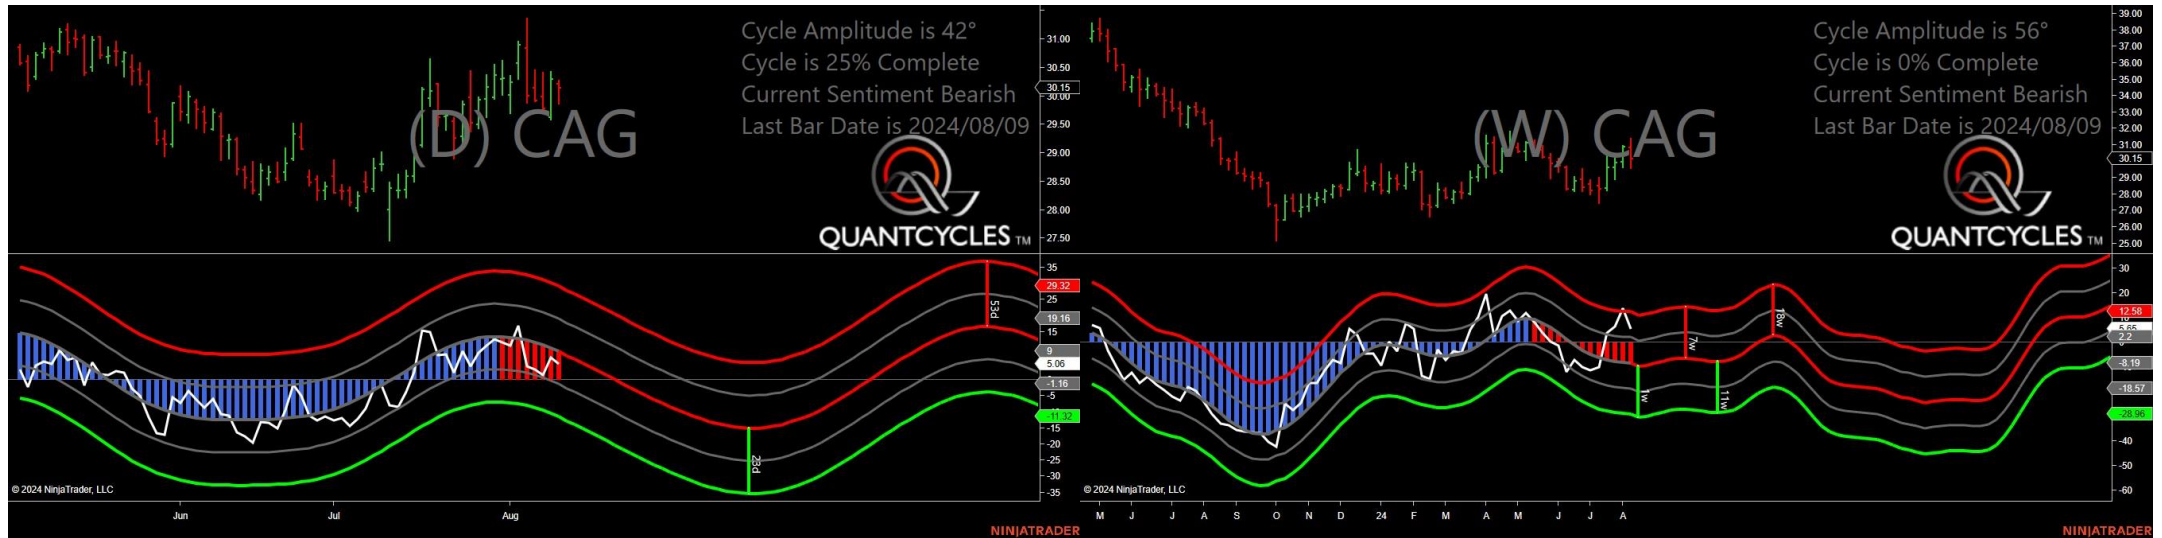 Cycle Amplitude is 42°
Cycle is 25% Complete
Current Sentiment Bearish
Last Bar Date is 2024/08/09
(D) CAG
QUANTCYCLES TM
31.00
30.50
30.15
30.00
29.50
29.00
28.50
28.00
27.50
35
29.32
25
19.16
15
9
5.06
-1.16
-5
-11.32
-15
-20
-25
-30
-35
53d
23d
© 2024 NinjaTrader, LLC
Jun Jul Aug
NINJATRADER
Cycle Amplitude is 56°
Cycle is 0% Complete
Current Sentiment Bearish
Last Bar Date is 2024/08/09
(W) CAG
QUANTCYCLES TM
39.00
38.00
37.00
36.00
35.00
34.00
33.00
32.00
31.00
30.15
29.00
28.00
27.00
26.00
25.00
30
20
12.58
5.65
2.2
-8.19
-18.57
-28.96
-40
-50
-60
7w
18w
1w
11w
© 2024 NinjaTrader, LLC
M J J A S O N D 24 F M A M J J A
NINJATRADER